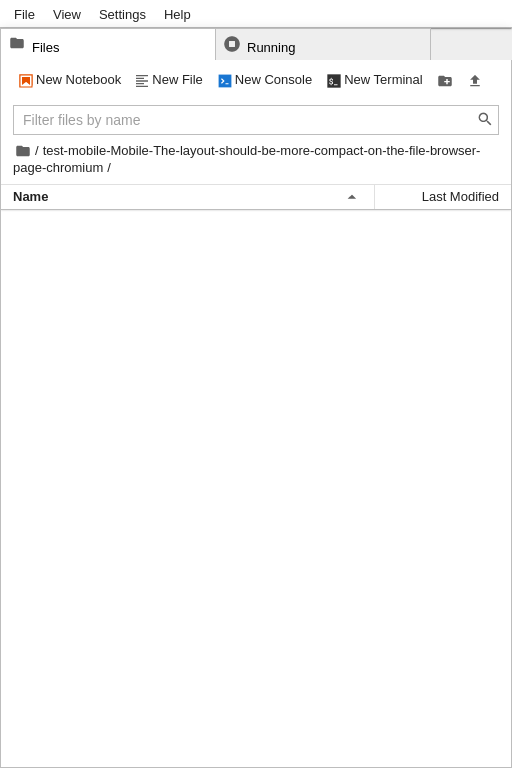 File View Settings Help
Files Running
New Notebook New File New Console $_ New Terminal
Filter files by name
/ test-mobile-Mobile-The-layout-should-be-more-compact-on-the-file-browser-
page-chromium /
Name Last Modified